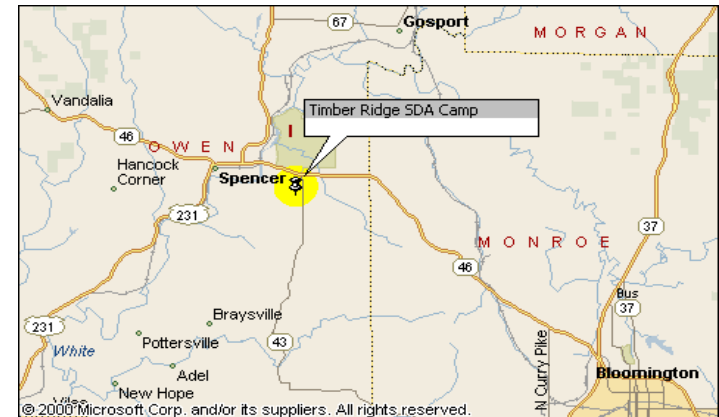 67
Gosport
MORGAN
Vandalia
Timber Ridge SDA Camp
46
OWEN
I
Hancock
Corner
Spencer
231
37
MONROE
46
Bus
37
Braysville
231
White
Pottersville
43
N Curry Pike
Adel
Bloomington
New Hope
© 2000 Microsoft Corp. and/or its suppliers. All rights reserved.